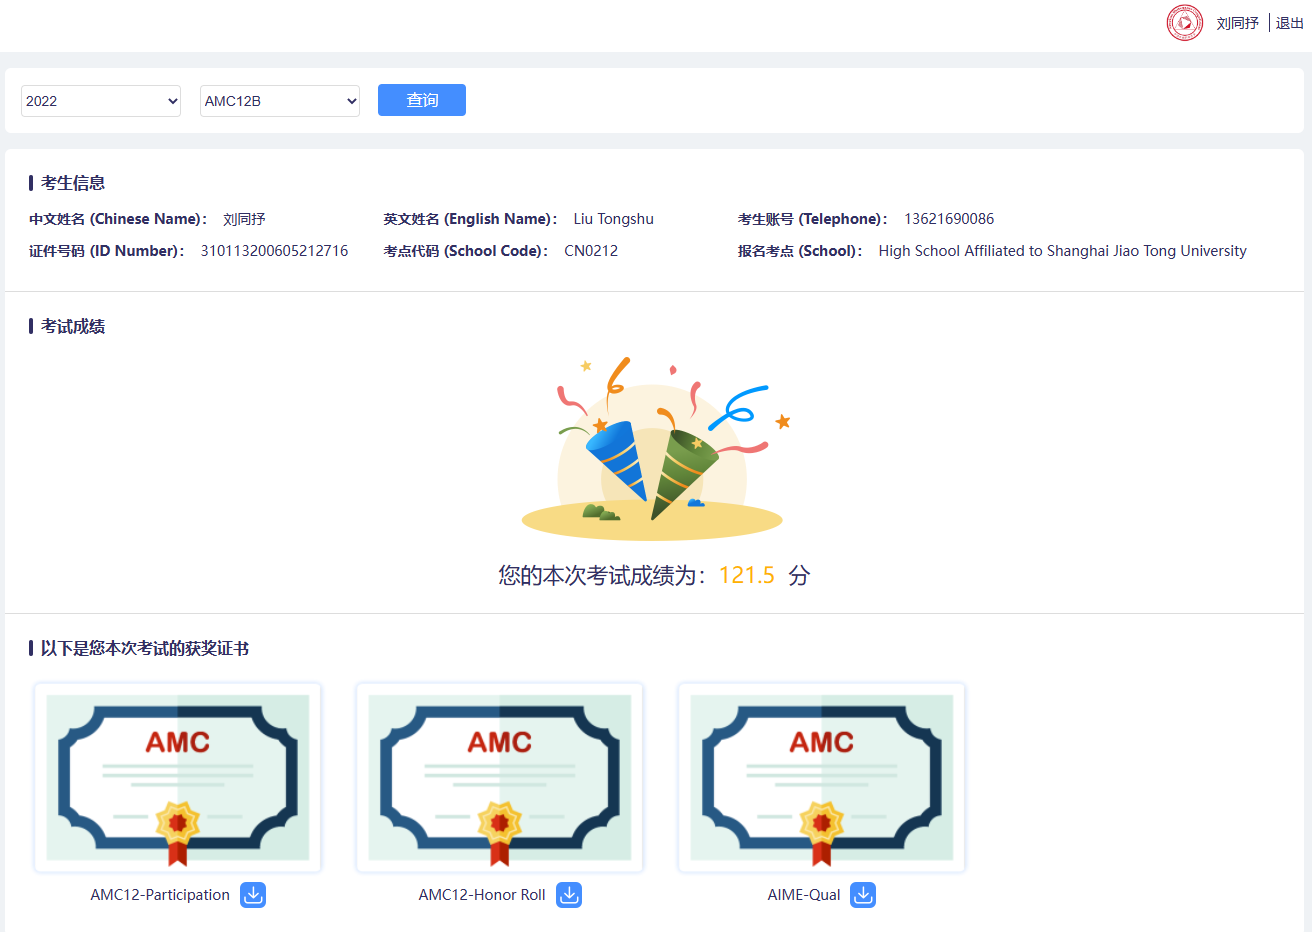 刘同抒 退出
2022 AMC12B 查询
考生信息
中文姓名 (Chinese Name)： 刘同抒 英文姓名 (English Name)： Liu Tongshu 考生账号 (Telephone)： 13621690086
证件号码 (ID Number)： 310113200605212716 考点代码 (School Code)： CN0212 报名考点 (School)： High School Affiliated to Shanghai Jiao Tong University
考试成绩
您的本次考试成绩为： 121.5 分
以下是您本次考试的获奖证书
AMC AMC AMC
AMC12-Participation AMC12-Honor Roll AIME-Qual